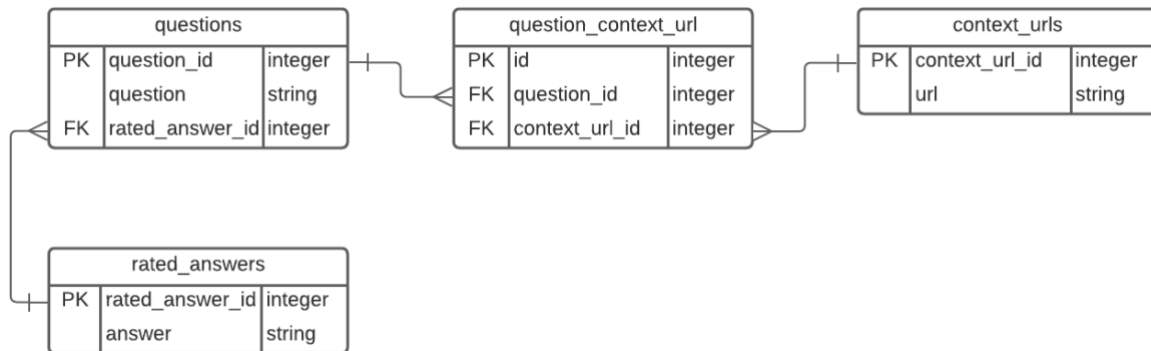 questions
PK question_id integer
question string
FK rated_answer_id integer
question_context_url
PK id integer
FK question_id integer
FK context_url_id integer
context_urls
PK context_url_id integer
url string
rated_answers
PK rated_answer_id integer
answer string